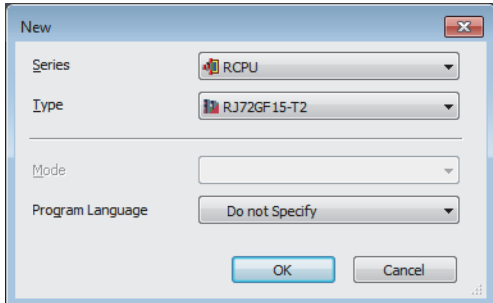 New
Series RCPU
Type RJ72GF15-T2
Mode
Program Language Do not Specify
OK Cancel